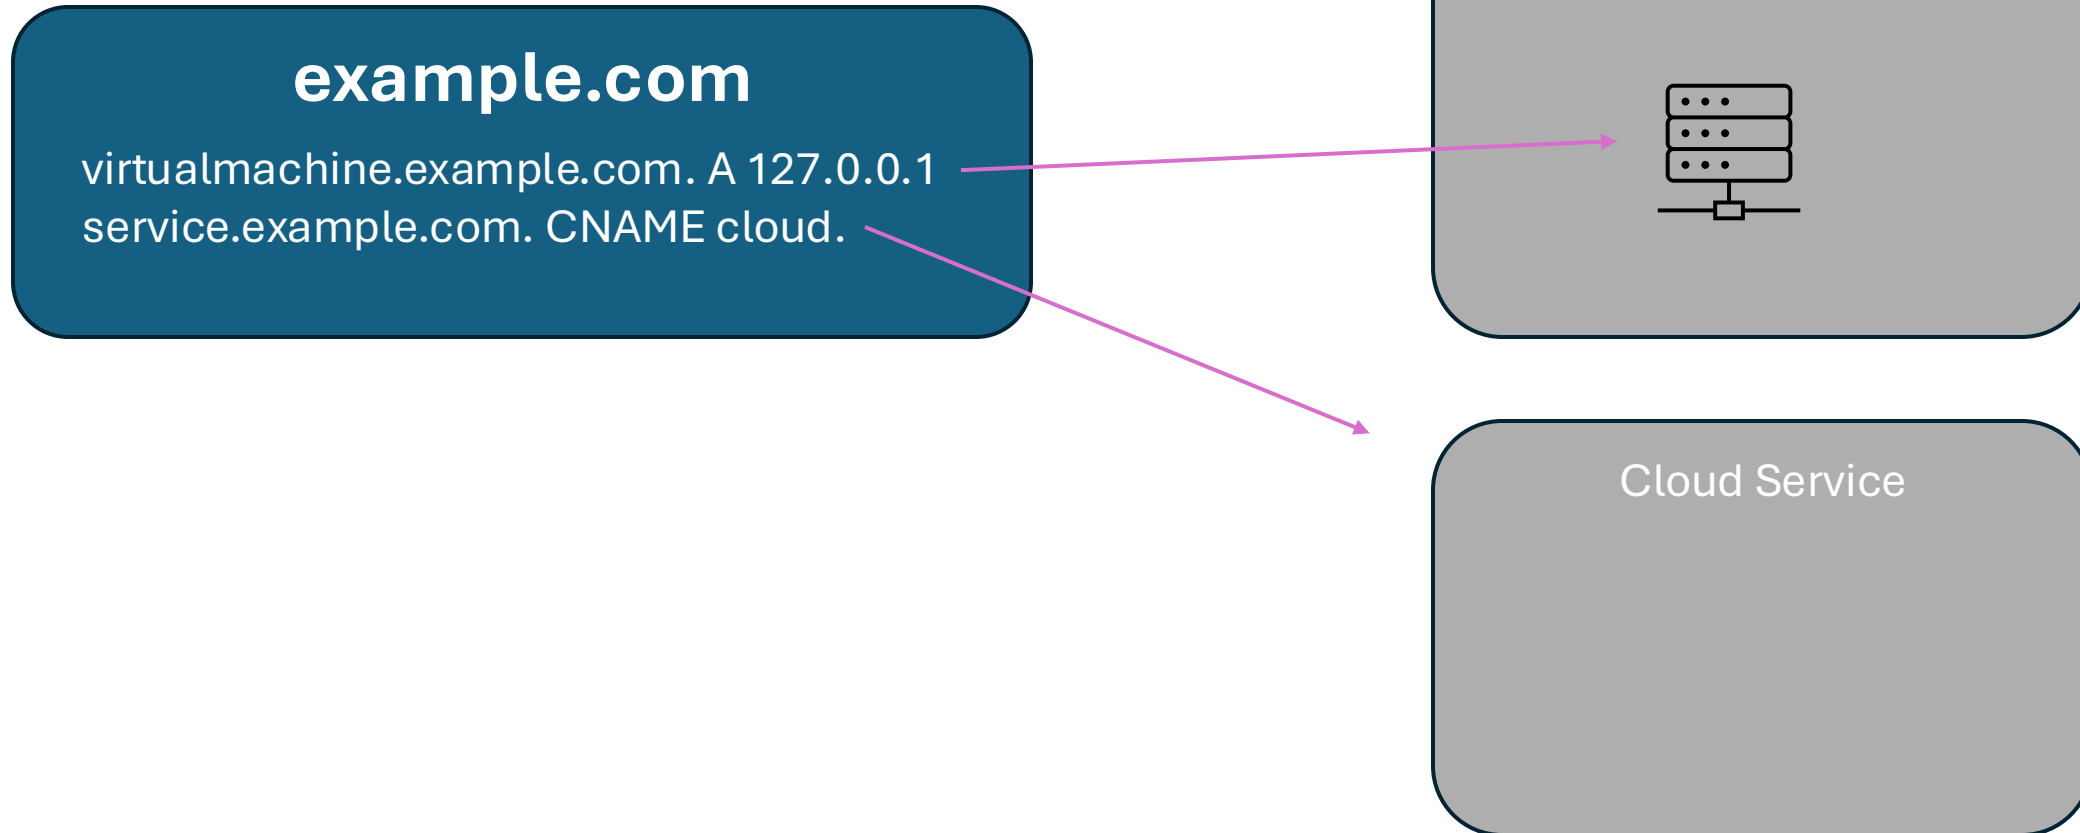 example.com
virtualmachine.example.com. A 127.0.0.1
service.example.com. CNAME cloud.
Cloud Service